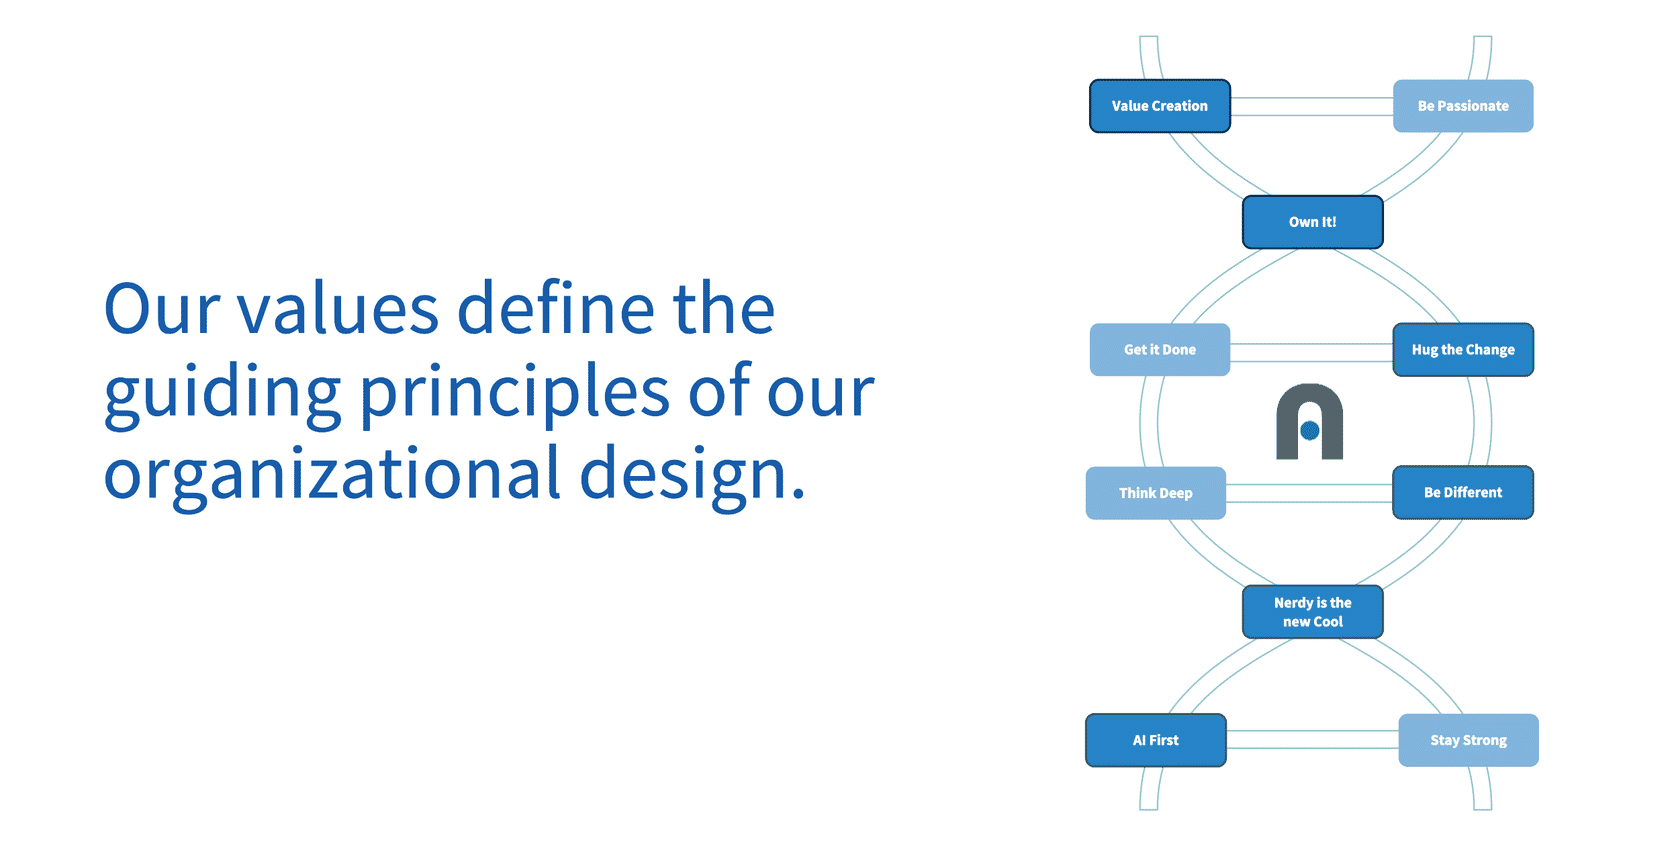 Our values define the
guiding principles of our
organizational design.
Value Creation
Be Passionate
Own It!
Get it Done
Hug the Change
Think Deep
Be Different
Nerdy is the
new Cool
AI First
Stay Strong